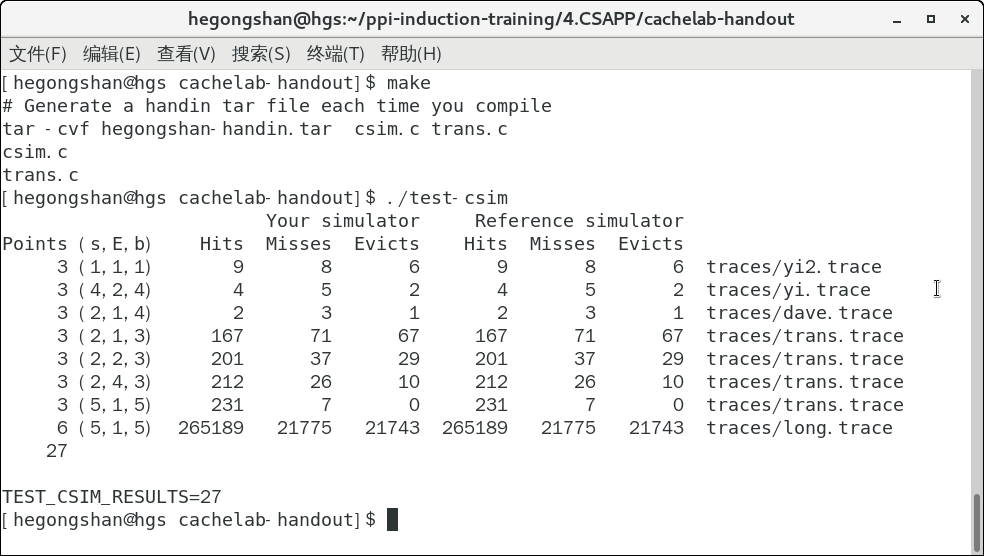 hegongshan@hgs:~/ppi-induction-training/4.CSAPP/cachelab-handout
文件(F) 编辑(E) 查看(V) 搜索(S) 终端(T) 帮助(H)
[hegongshan@hgs cachelab-handout]$ make
# Generate a handin tar file each time you compile
tar -cvf hegongshan-handin.tar  csim.c trans.c
csim.c
trans.c
[hegongshan@hgs cachelab-handout]$ ./test-csim
                        Your simulator     Reference simulator
Points (s,E,b)    Hits  Misses  Evicts    Hits  Misses  Evicts
     3 (1,1,1)       9       8       6       9       8       6  traces/yi2.trace
     3 (4,2,4)       4       5       2       4       5       2  traces/yi.trace
     3 (2,1,4)       2       3       1       2       3       1  traces/dave.trace
     3 (2,1,3)     167      71      67     167      71      67  traces/trans.trace
     3 (2,2,3)     201      37      29     201      37      29  traces/trans.trace
     3 (2,4,3)     212      26      10     212      26      10  traces/trans.trace
     3 (5,1,5)     231       7       0     231       7       0  traces/trans.trace
     6 (5,1,5)  265189   21775   21743  265189   21775   21743  traces/long.trace
    27
TEST_CSIM_RESULTS=27
[hegongshan@hgs cachelab-handout]$